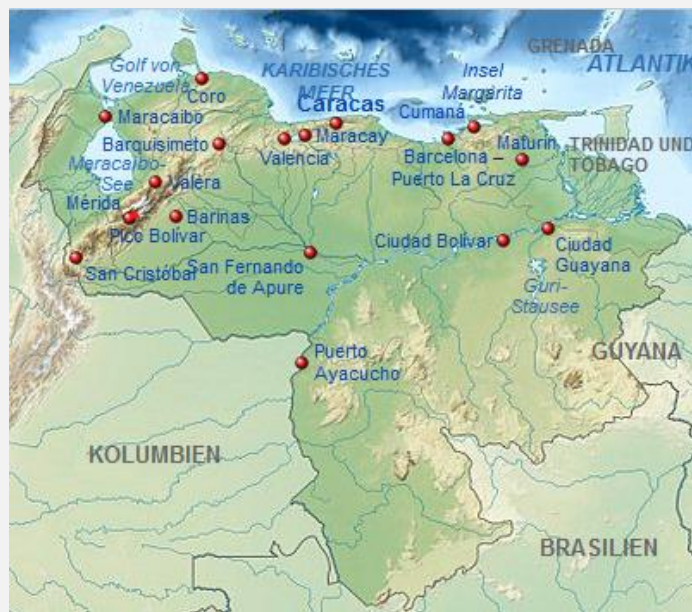 GRENADA
Golf von
Venezuela
KARIBISCHES
MEER
Insel
Margarita
ATLANTIK
Coro
Caracas
Cumaná
Maracaibo
Maracay
Barquisimeto
Valencia
Maturin
TRINIDAD UND
TOBAGO
Barcelona –
Puerto La Cruz
Maracaibo-
See
Valera
Mérida
Barinas
Pico Bolívar
Ciudad Bolívar
Ciudad
Guayana
San Cristóbal
San Fernando
de Apure
Guri-
Stausee
Puerto
Ayacucho
GUYANA
KOLUMBIEN
BRASILIEN